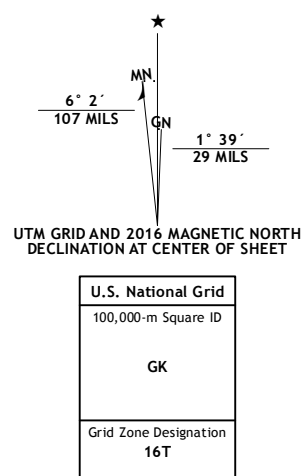 ★
MN.
6° 2´
107 MILS
GN
1° 39´
29 MILS
UTM GRID AND 2016 MAGNETIC NORTH
DECLINATION AT CENTER OF SHEET
U.S. National Grid
100,000-m Square ID
GK
Grid Zone Designation
16T